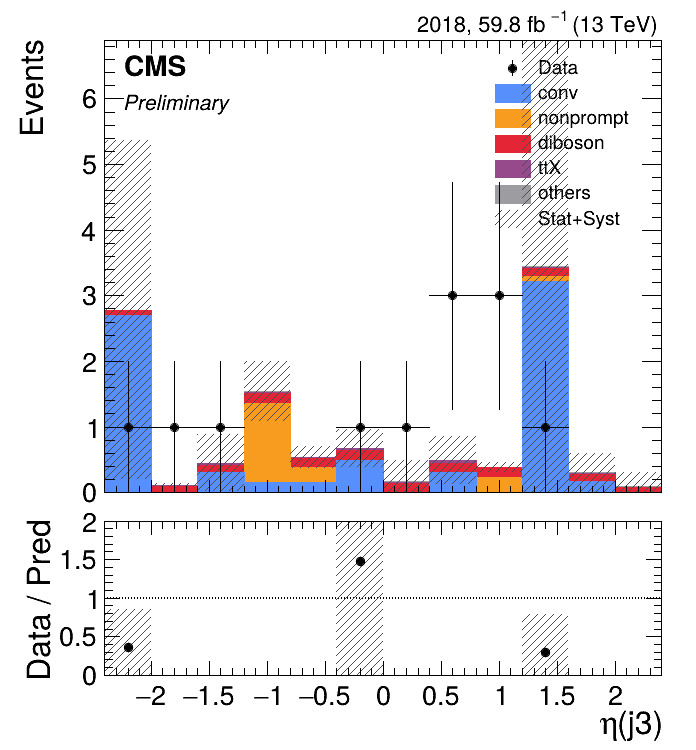 2018, 59.8 fb⁻¹ (13 TeV)
CMS
Preliminary
Events
Data
conv
nonprompt
diboson
ttX
others
Stat+Syst
6
5
4
3
2
1
0
Data / Pred
2
1.5
1
0.5
0
−2 −1.5 −1 −0.5 0 0.5 1 1.5 2
η(j3)